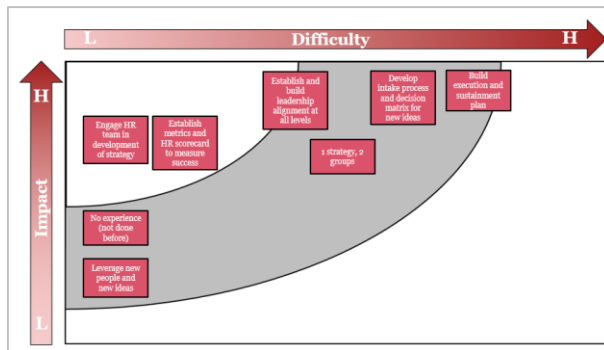 L
Difficulty
H
H
Impact
L
Establish and
build
leadership
alignment at
all levels
Develop
intake process
and decision
matrix for
new ideas
Build
execution and
sustainment
plan
Engage HR
team in
development of
strategy
Establish
metrics and
HR scorecard
to measure
success
1 strategy, 2
groups
No experience
(not done
before)
Leverage new
people and
new ideas